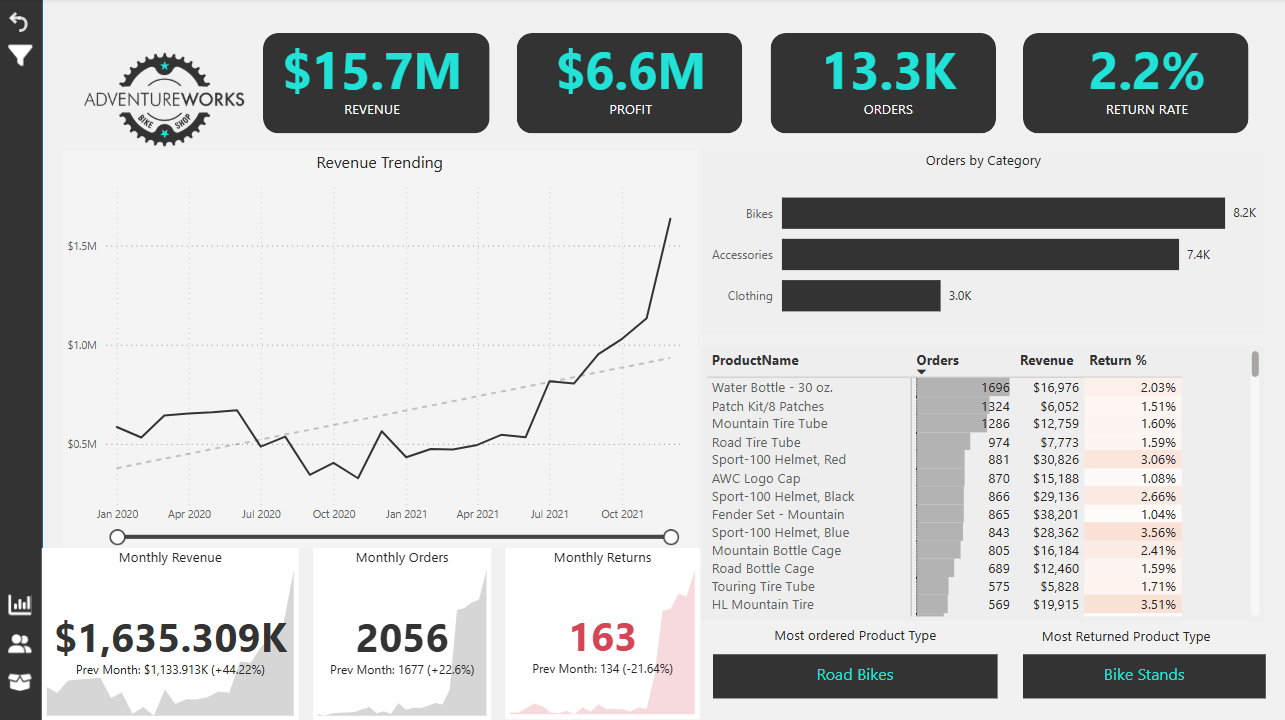 ADVENTUREWORKS
BIKE SHOP
$15.7M
REVENUE
$6.6M
PROFIT
13.3K
ORDERS
2.2%
RETURN RATE
Revenue Trending
$1.5M
$1.0M
$0.5M
Jan 2020 Apr 2020 Jul 2020 Oct 2020 Jan 2021 Apr 2021 Jul 2021 Oct 2021
Orders by Category
Bikes 8.2K
Accessories 7.4K
Clothing 3.0K
ProductName Orders Revenue Return %
Water Bottle - 30 oz. 1696 $16,976 2.03%
Patch Kit/8 Patches 1324 $6,052 1.51%
Mountain Tire Tube 1286 $12,759 1.60%
Road Tire Tube 974 $7,773 1.59%
Sport-100 Helmet, Red 881 $30,826 3.06%
AWC Logo Cap 870 $15,188 1.08%
Sport-100 Helmet, Black 866 $29,136 2.66%
Fender Set - Mountain 865 $38,201 1.04%
Sport-100 Helmet, Blue 843 $28,362 3.56%
Mountain Bottle Cage 805 $16,184 2.41%
Road Bottle Cage 689 $12,460 1.59%
Touring Tire Tube 575 $5,828 1.71%
HL Mountain Tire 569 $19,915 3.51%
Monthly Revenue
$1,635.309K
Prev Month: $1,133.913K (+44.22%)
Monthly Orders
2056
Prev Month: 1677 (+22.6%)
Monthly Returns
163
Prev Month: 134 (-21.64%)
Most ordered Product Type
Road Bikes
Most Returned Product Type
Bike Stands